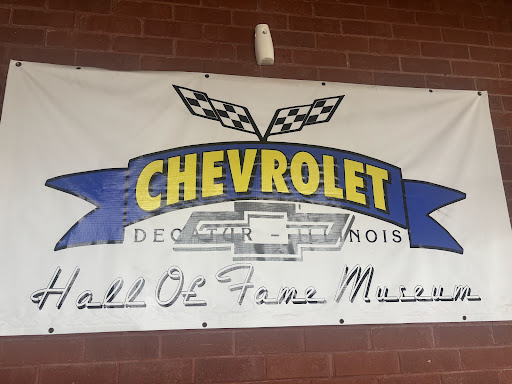 CHEVROLET
DECATUR - ILLINOIS
Hall Of Fame Museum